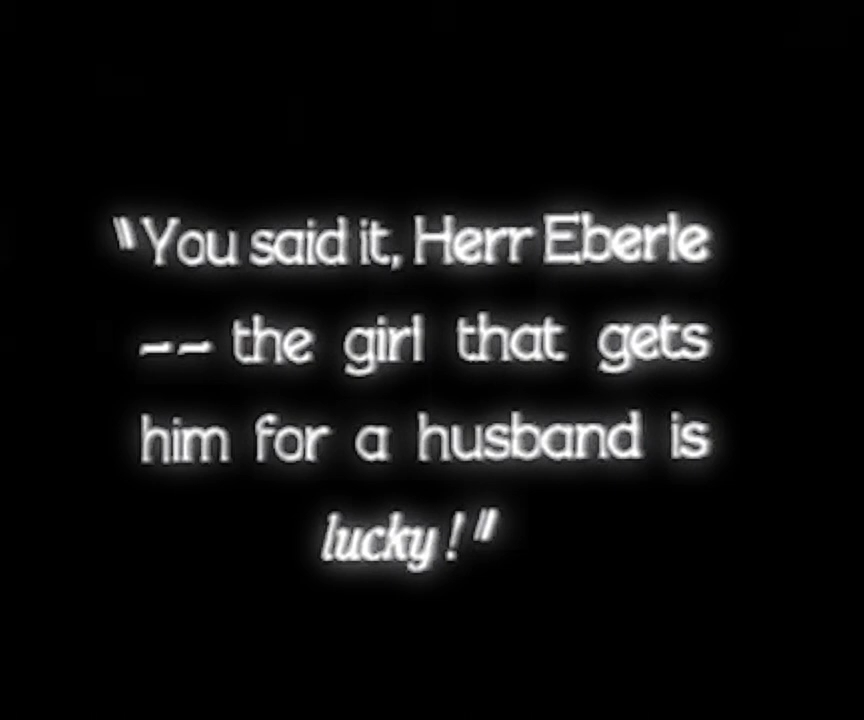 "You said it, Herr Eberle
-- the girl that gets
him for a husband is
lucky!"